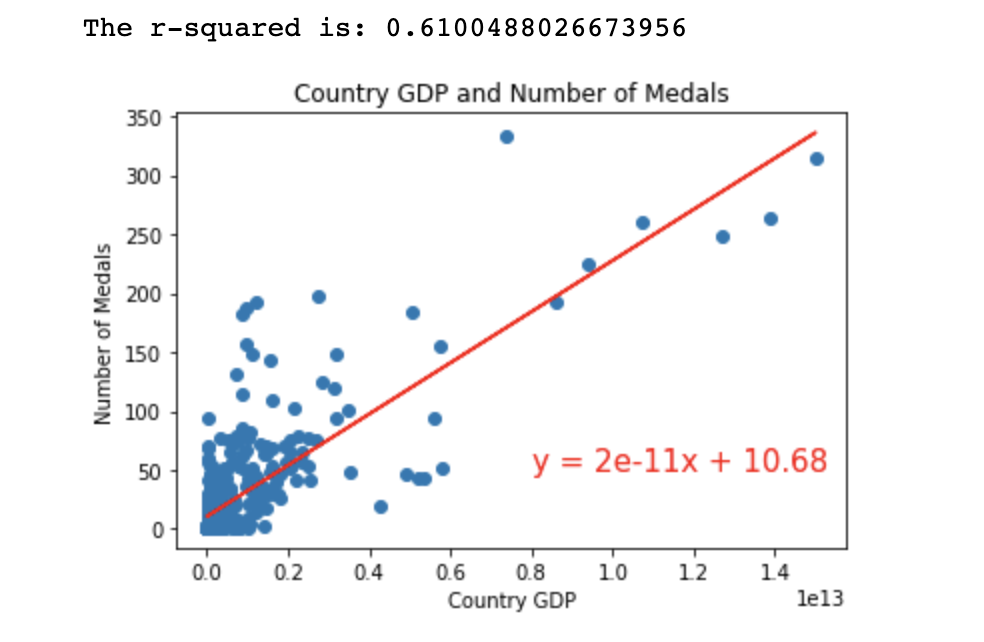 The r-squared is: 0.6100488026673956
Country GDP and Number of Medals
350
300
250
200
150
100
50
0
Number of Medals
y = 2e-11x + 10.68
0.0 0.2 0.4 0.6 0.8 1.0 1.2 1.4
1e13
Country GDP